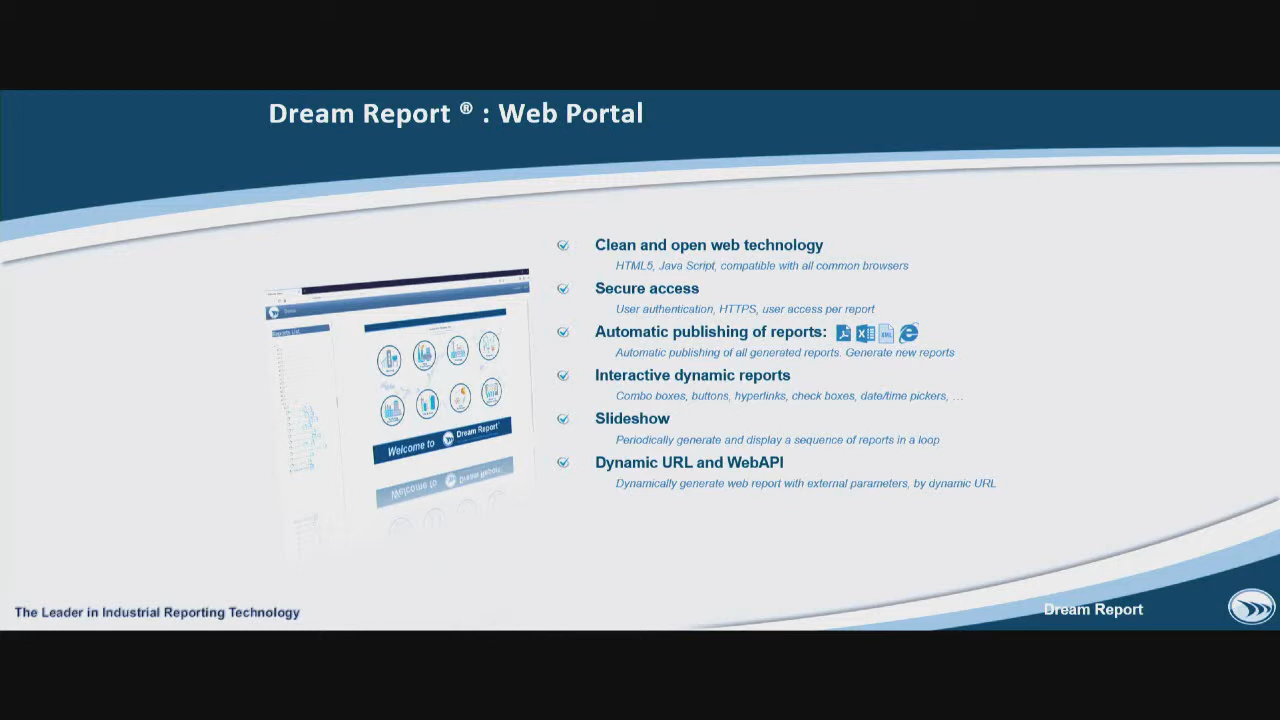 Dream Report ® : Web Portal
Clean and open web technology
HTML5, Java Script, compatible with all common browsers
Secure access
User authentication, HTTPS, user access per report
Automatic publishing of reports:
Automatic publishing of all generated reports. Generate new reports
Interactive dynamic reports
Combo boxes, buttons, hyperlinks, check boxes, date/time pickers, …
Slideshow
Periodically generate and display a sequence of reports in a loop
Dynamic URL and WebAPI
Dynamically generate web report with external parameters, by dynamic URL
Reports List
Welcome to Dream Report
The Leader in Industrial Reporting Technology
Dream Report